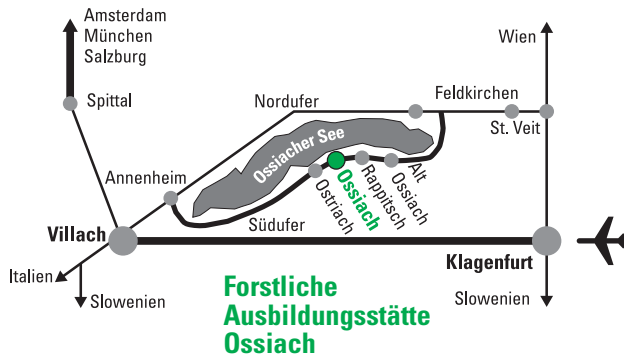 Amsterdam
München
Salzburg
Wien
Spittal
Nordufer
Feldkirchen
St. Veit
Ossiacher See
Annenheim
Ostriach
Ossiach
Rappitsch
Alt
Ossiach
Südufer
Villach
Klagenfurt
Italien
Slowenien
Slowenien
Forstliche
Ausbildungsstätte
Ossiach